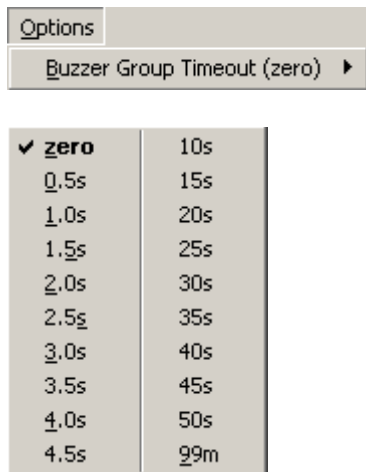 Options
Buzzer Group Timeout (zero)
zero
0.5s
1.0s
1.5s
2.0s
2.5s
3.0s
3.5s
4.0s
4.5s
10s
15s
20s
25s
30s
35s
40s
45s
50s
99m